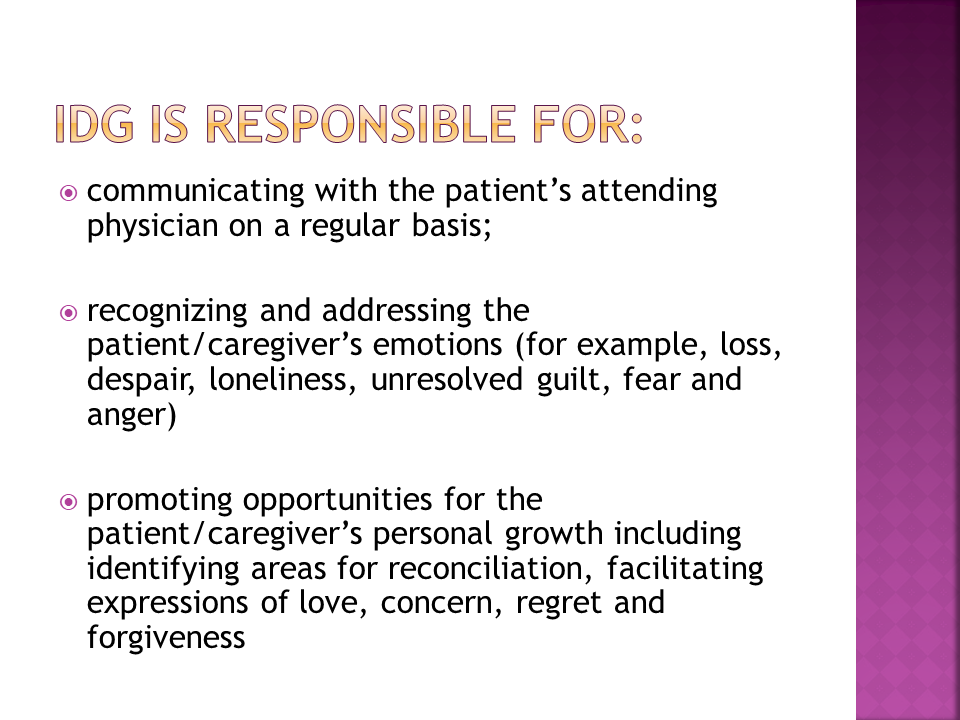 IDG IS RESPONSIBLE FOR:
communicating with the patient’s attending
physician on a regular basis;
recognizing and addressing the
patient/caregiver’s emotions (for example, loss,
despair, loneliness, unresolved guilt, fear and
anger)
promoting opportunities for the
patient/caregiver’s personal growth including
identifying areas for reconciliation, facilitating
expressions of love, concern, regret and
forgiveness